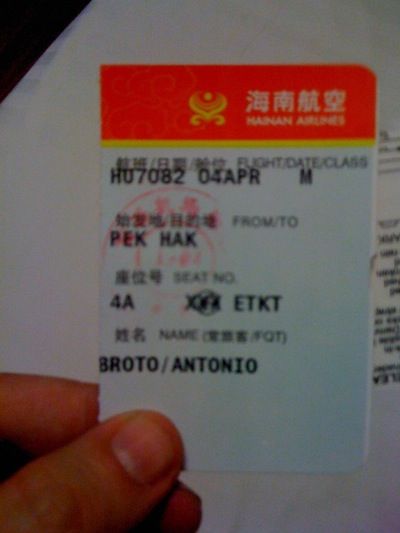 海南航空
HAINAN AIRLINES
航班/日期/舱位 FLIGHT/DATE/CLASS
HU7082 04APR M
始发地/目的地 FROM/TO
PEK HAK
座位号 SEAT NO.
4A ETKT
姓名 NAME (常旅客/FQT)
BROTO/ANTONIO